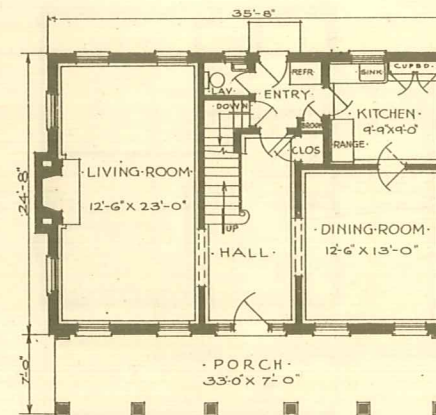 35'-8"
REFR.
SINK
CUPB'D.
LAV.
ENTRY
DOWN
BROOM
KITCHEN
9'-9"X9'-0"
RANGE
CLOS
·LIVING·ROOM·
12'-6" X 23'-0"
24'-8"
UP
·HALL·
·DINING·ROOM·
12'-6" X 13'-0"
·PORCH·
33'-0" X 7'-0"
7'-0"